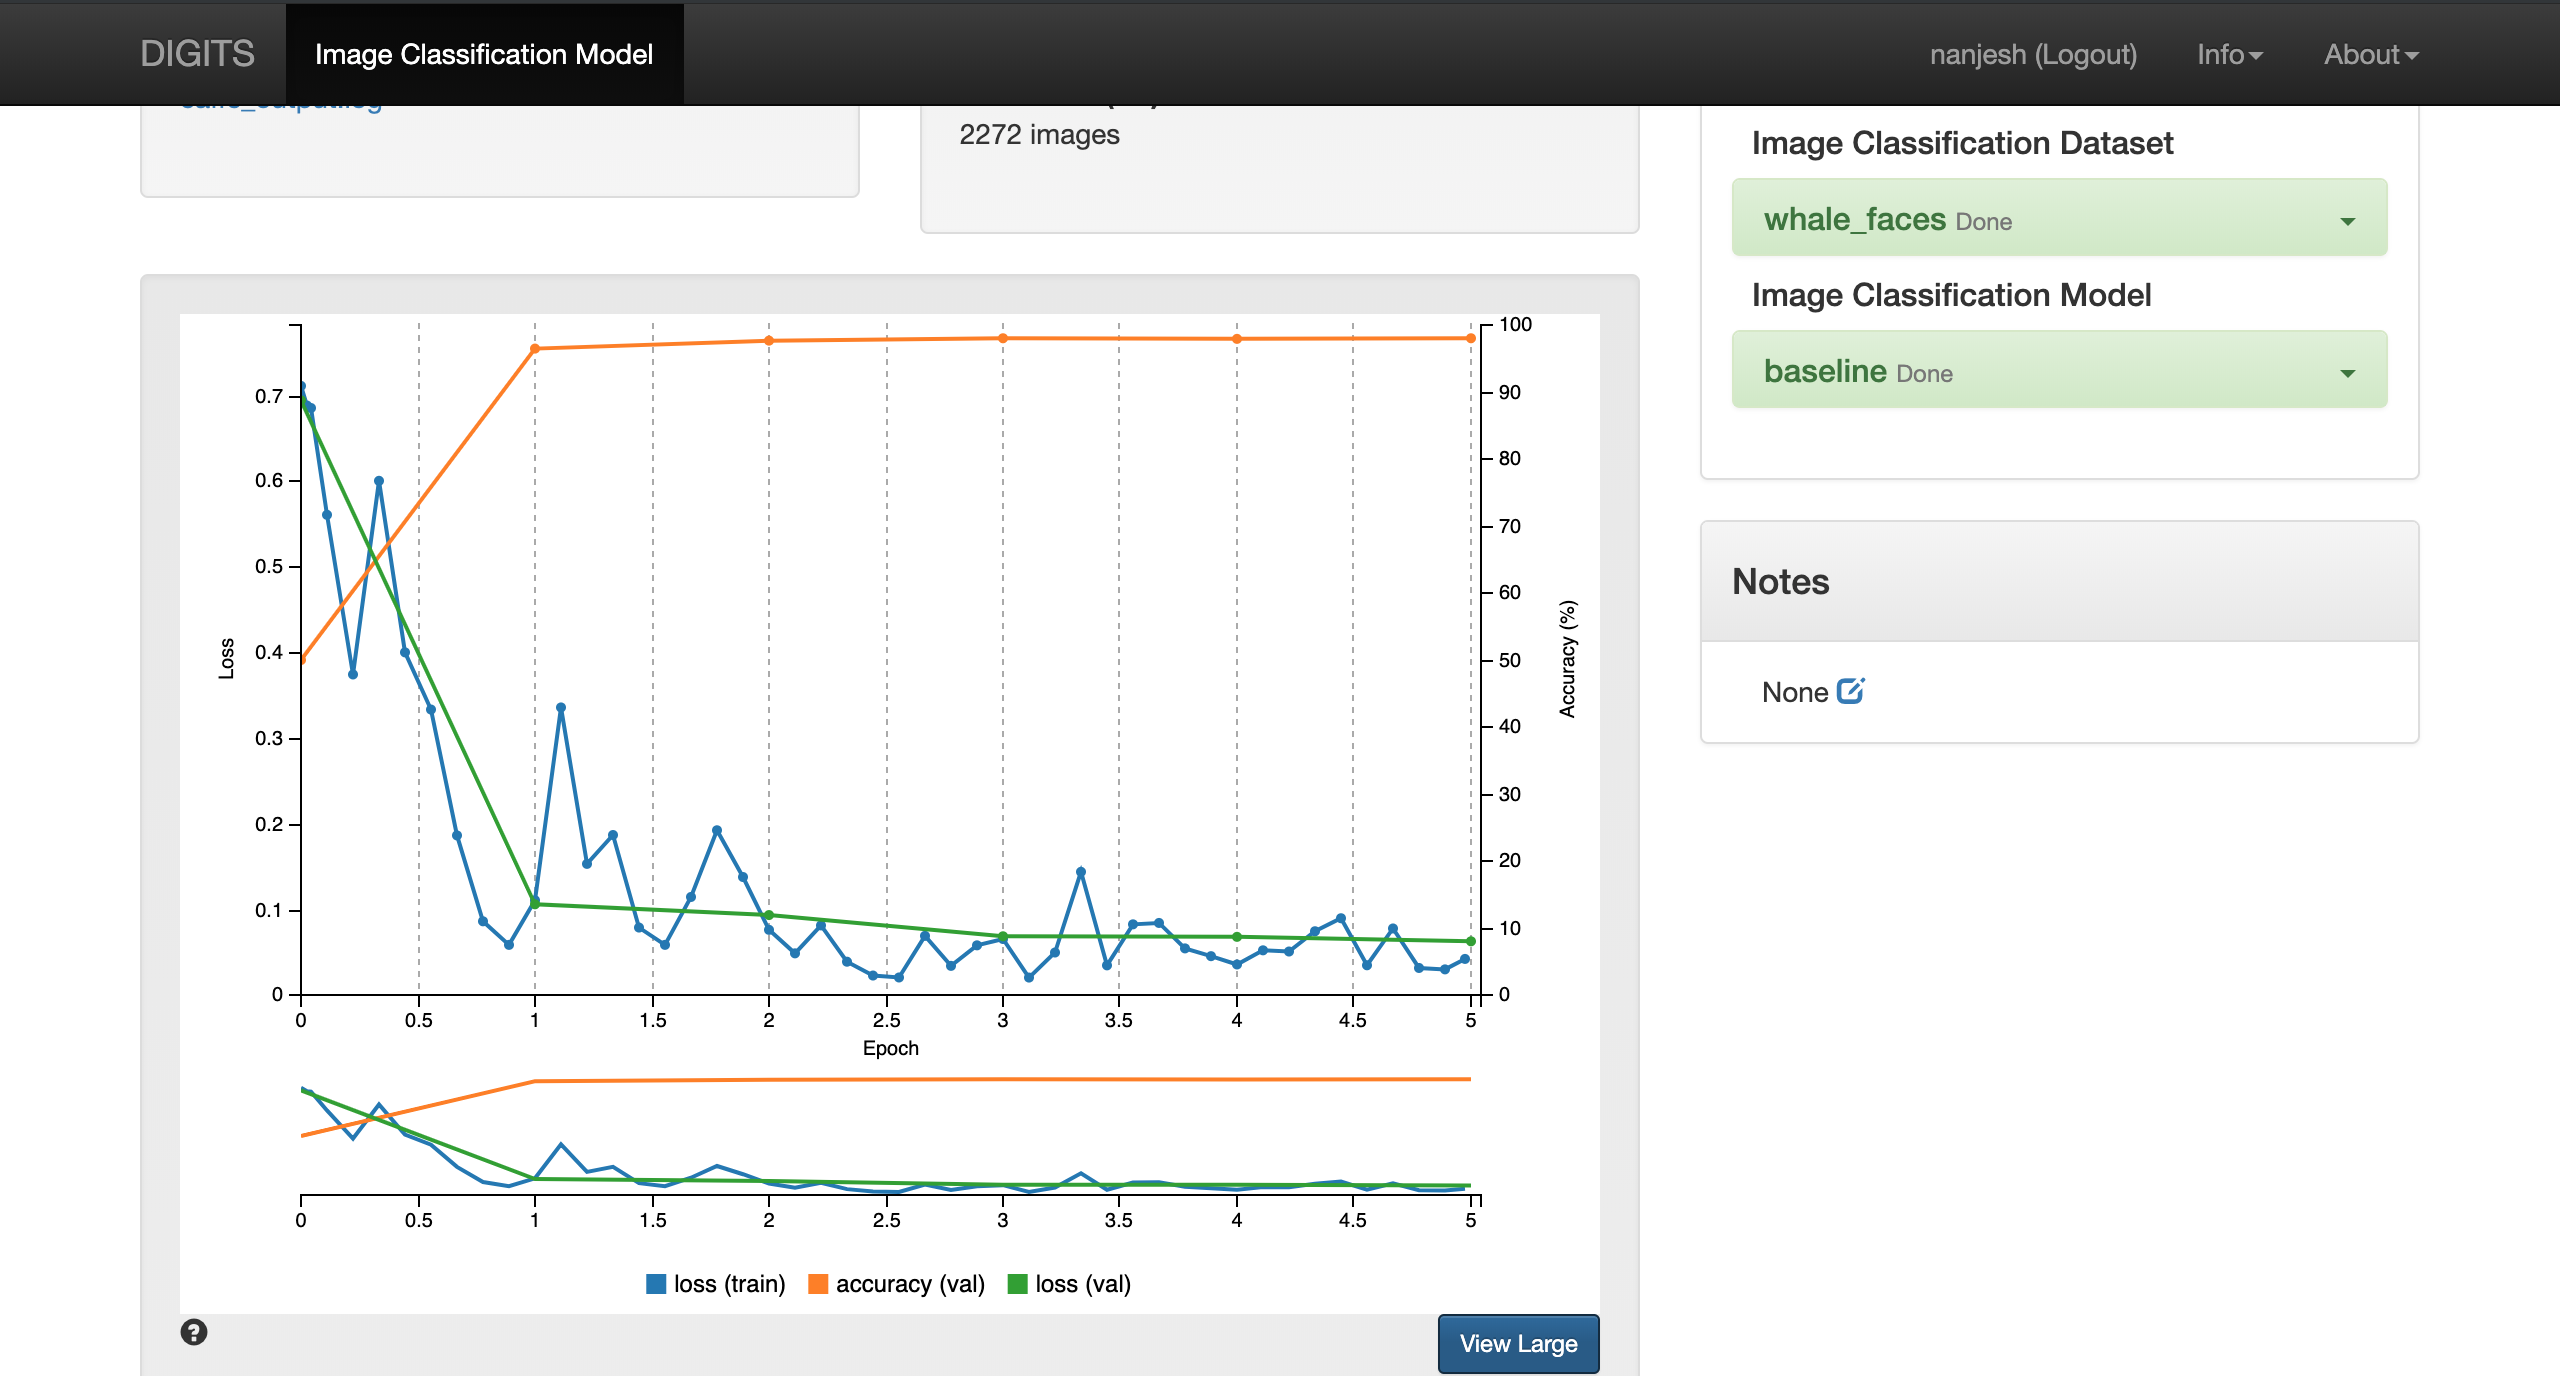 DIGITS
Image Classification Model
nanjesh (Logout)
Info
About
2272 images
Image Classification Dataset
whale_faces Done
Image Classification Model
baseline Done
Notes
None
0.7
0.6
0.5
0.4
0.3
0.2
0.1
0
Loss
100
90
80
70
60
50
40
30
20
10
0
Accuracy (%)
0 0.5 1 1.5 2 2.5 3 3.5 4 4.5 5
Epoch
0 0.5 1 1.5 2 2.5 3 3.5 4 4.5 5
loss (train) accuracy (val) loss (val)
?
View Large